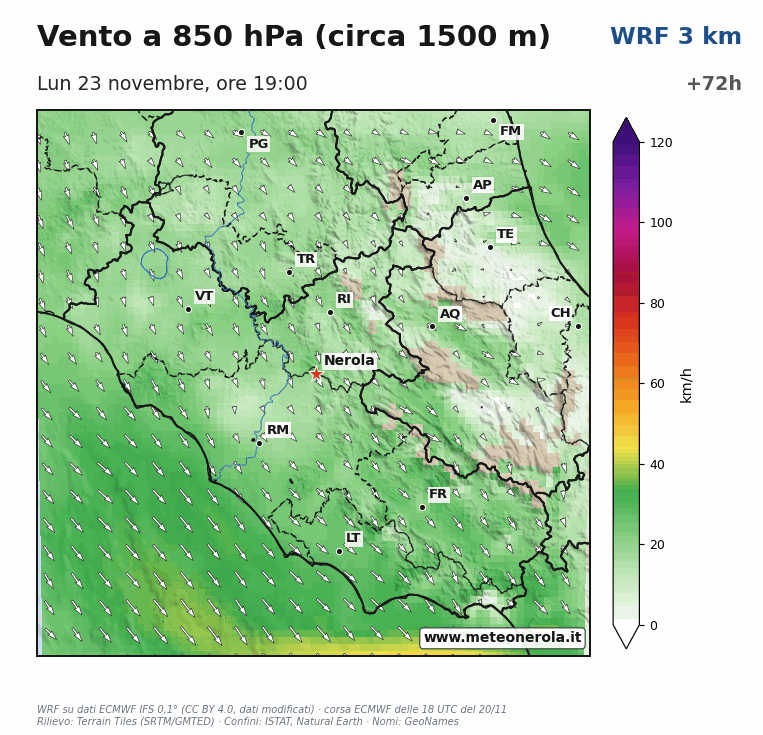 Vento a 850 hPa (circa 1500 m)
WRF 3 km
Lun 23 novembre, ore 19:00
+72h
FM
PG
AP
TE
TR
VT
RI
AQ
CH
Nerola
RM
FR
LT
www.meteonerola.it
120
100
80
60
40
20
0
km/h
WRF su dati ECMWF IFS 0,1° (CC BY 4.0, dati modificati) · corsa ECMWF delle 18 UTC del 20/11
Rilievo: Terrain Tiles (SRTM/GMTED) · Confini: ISTAT, Natural Earth · Nomi: GeoNames